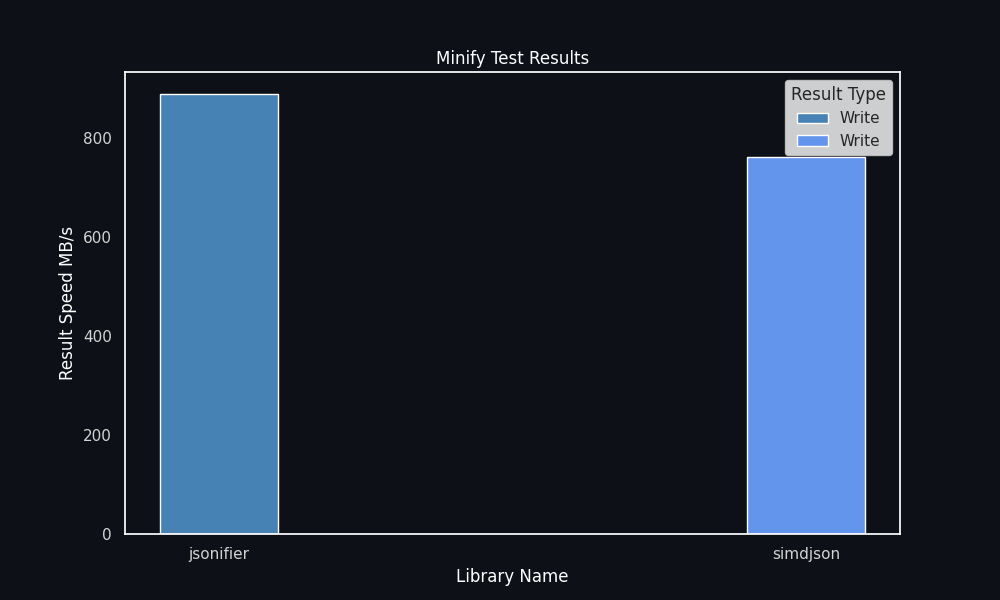 Minify Test Results
Result Type
Write
Write
Result Speed MB/s
800
600
400
200
0
jsonifier
simdjson
Library Name